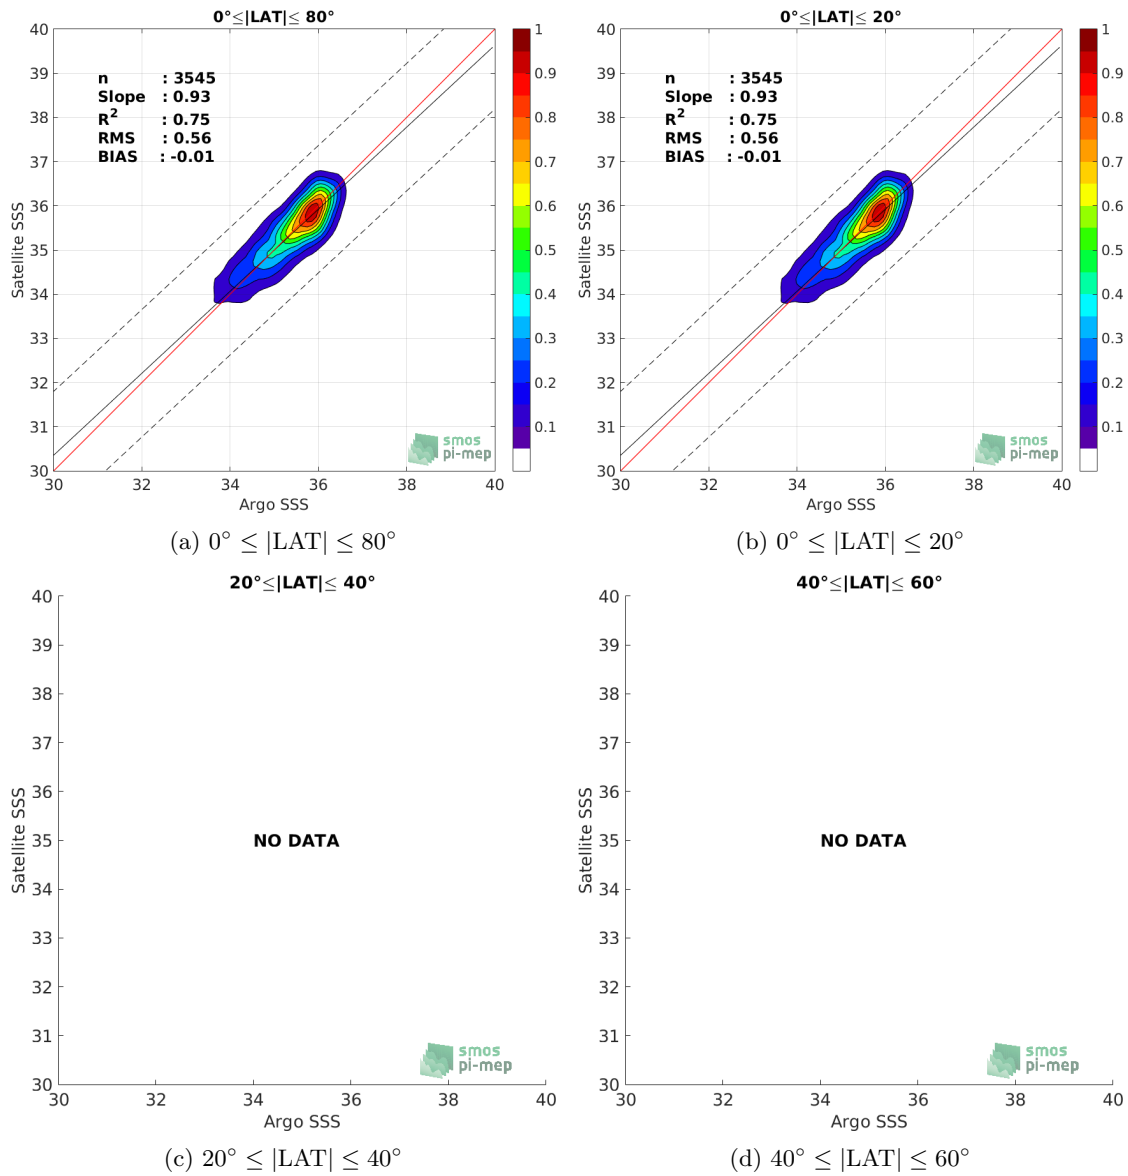 0°≤|LAT|≤ 80°
40
39
38
37
36
35
34
33
32
31
30
Satellite SSS
n : 3545
Slope : 0.93
R2 : 0.75
RMS : 0.56
BIAS : -0.01
smos
pi-mep
30 32 34 36 38 40
Argo SSS
1
0.9
0.8
0.7
0.6
0.5
0.4
0.3
0.2
0.1
(a) 0° ≤ |LAT| ≤ 80°
0°≤|LAT|≤ 20°
40
39
38
37
36
35
34
33
32
31
30
Satellite SSS
n : 3545
Slope : 0.93
R2 : 0.75
RMS : 0.56
BIAS : -0.01
smos
pi-mep
30 32 34 36 38 40
Argo SSS
1
0.9
0.8
0.7
0.6
0.5
0.4
0.3
0.2
0.1
(b) 0° ≤ |LAT| ≤ 20°
20°≤|LAT|≤ 40°
40
39
38
37
36
35
34
33
32
31
30
Satellite SSS
NO DATA
smos
pi-mep
30 32 34 36 38 40
Argo SSS
(c) 20° ≤ |LAT| ≤ 40°
40°≤|LAT|≤ 60°
40
39
38
37
36
35
34
33
32
31
30
Satellite SSS
NO DATA
smos
pi-mep
30 32 34 36 38 40
Argo SSS
(d) 40° ≤ |LAT| ≤ 60°